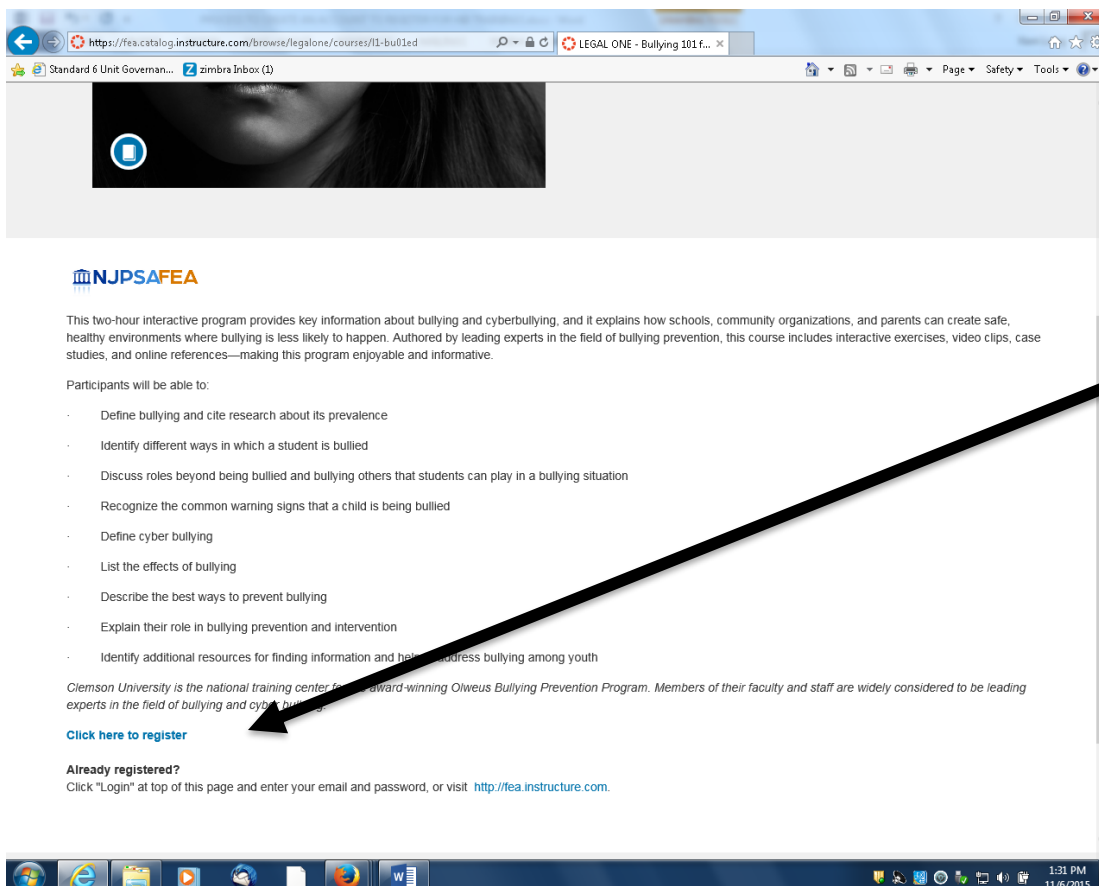 https://fea.catalog.instructure.com/browse/legalone/courses/l1-bu01ed
LEGAL ONE - Bullying 101 f...
Standard 6 Unit Governan...
zimbra Inbox (1)
Page
Safety
Tools
NJPSAFEA
This two-hour interactive program provides key information about bullying and cyberbullying, and it explains how schools, community organizations, and parents can create safe,
healthy environments where bullying is less likely to happen. Authored by leading experts in the field of bullying prevention, this course includes interactive exercises, video clips, case
studies, and online references—making this program enjoyable and informative.
Participants will be able to:
· Define bullying and cite research about its prevalence
· Identify different ways in which a student is bullied
· Discuss roles beyond being bullied and bullying others that students can play in a bullying situation
· Recognize the common warning signs that a child is being bullied
· Define cyber bullying
· List the effects of bullying
· Describe the best ways to prevent bullying
· Explain their role in bullying prevention and intervention
· Identify additional resources for finding information and help address bullying among youth
Clemson University is the national training center award-winning Olweus Bullying Prevention Program. Members of their faculty and staff are widely considered to be leading
experts in the field of bullying and cyber
Click here to register
Already registered?
Click "Login" at top of this page and enter your email and password, or visit http://fea.instructure.com.
1:31 PM
11/6/2015